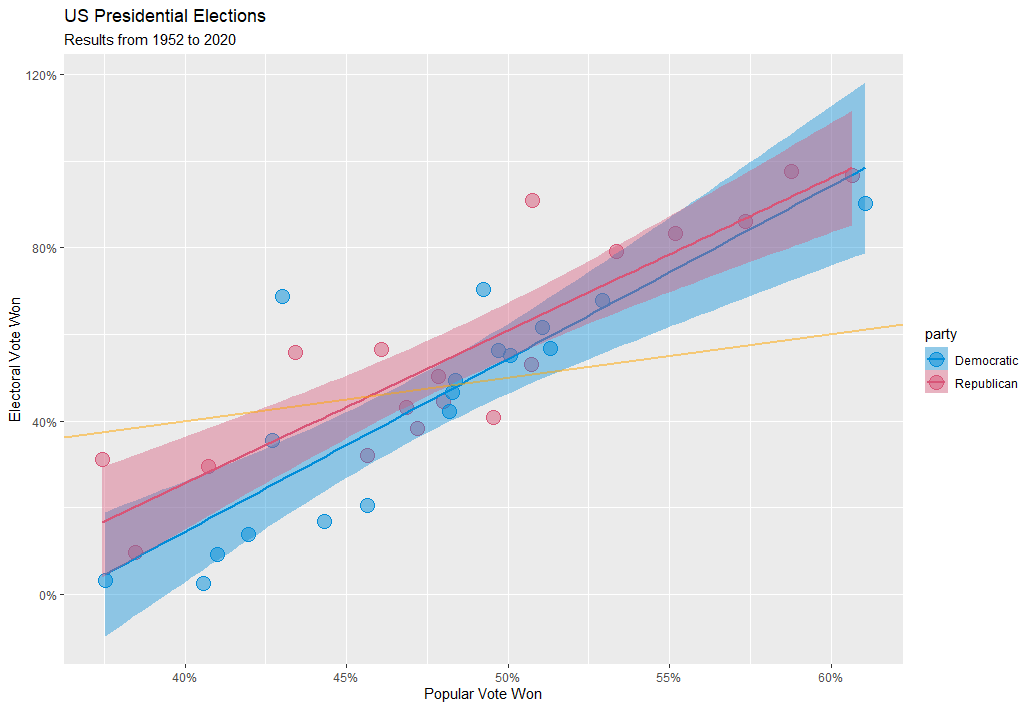 US Presidential Elections
Results from 1952 to 2020
120%
80%
40%
0%
Electoral Vote Won
40%
45%
50%
55%
60%
Popular Vote Won
party
Democratic
Republican